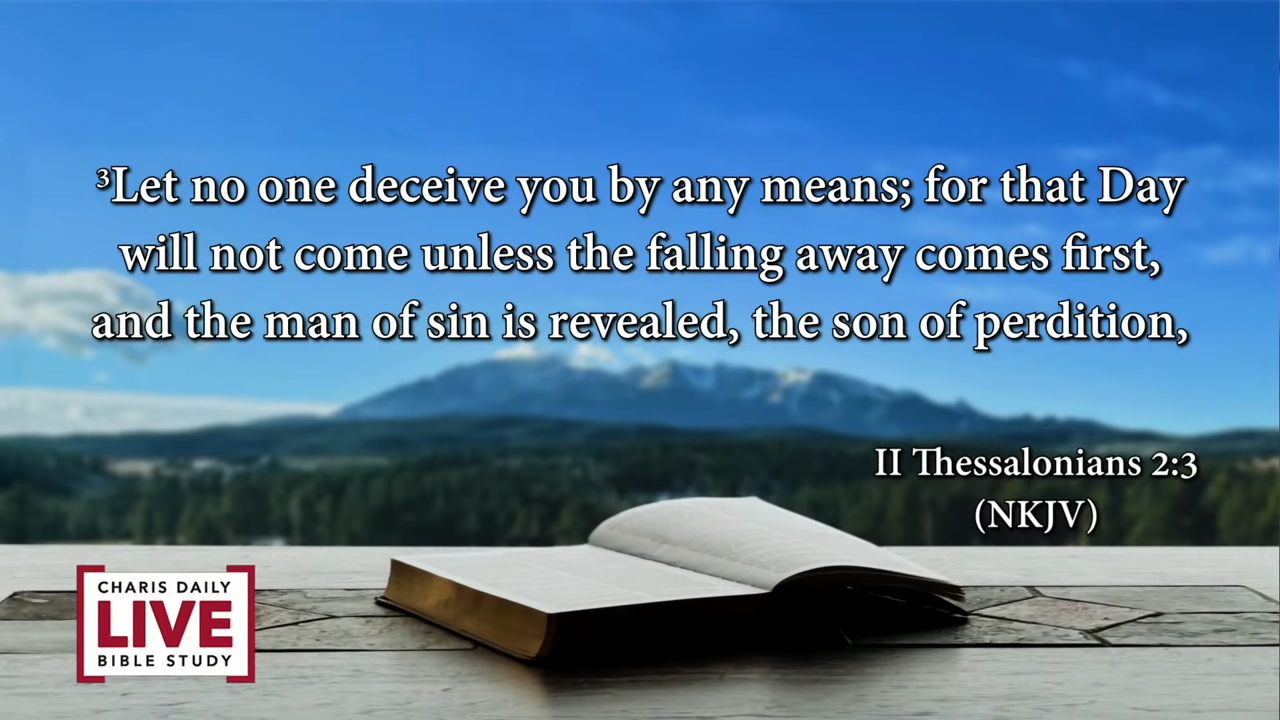 ³Let no one deceive you by any means; for that Day
will not come unless the falling away comes first,
and the man of sin is revealed, the son of perdition,
II Thessalonians 2:3
(NKJV)
CHARIS DAILY
LIVE
BIBLE STUDY